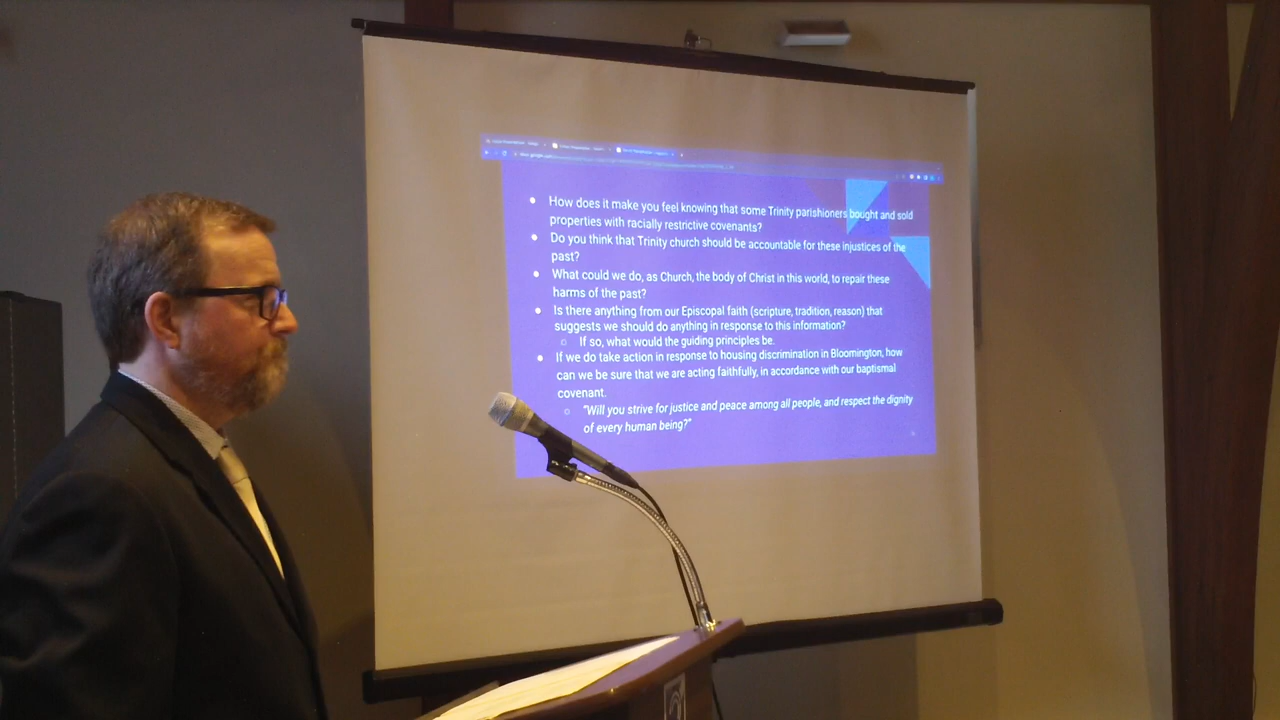 How does it make you feel knowing that some Trinity parishioners bought and sold
properties with racially restrictive covenants?
Do you think that Trinity church should be accountable for these injustices of the
past?
What could we do, as Church, the body of Christ in this world, to repair these
harms of the past?
Is there anything from our Episcopal faith (scripture, tradition, reason) that
suggests we should do anything in response to this information?
If so, what would the guiding principles be.
If we do take action in response to housing discrimination in Bloomington, how
can we be sure that we are acting faithfully, in accordance with our baptismal
covenant.
"Will you strive for justice and peace among all people, and respect the dignity
of every human being?"